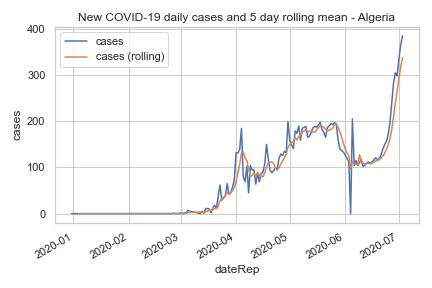 New COVID-19 daily cases and 5 day rolling mean - Algeria
cases
cases (rolling)
400
300
200
100
0
cases
2020-01
2020-02
2020-03
2020-04
2020-05
2020-06
2020-07
dateRep